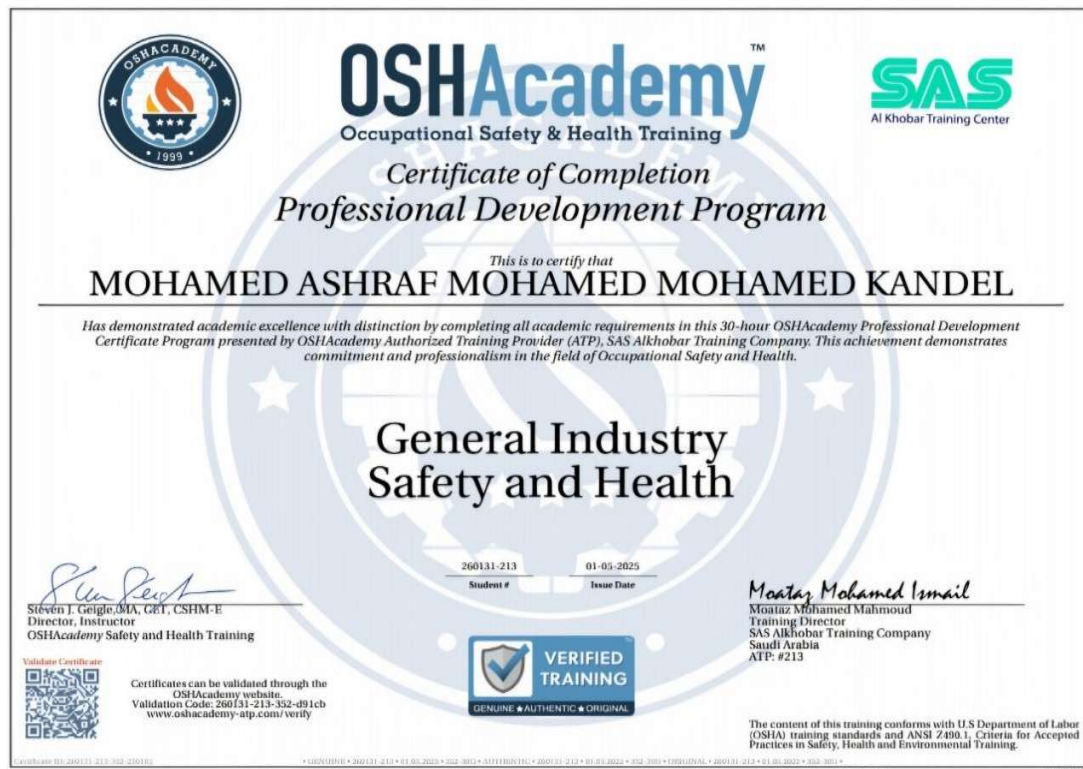 OSHACADEMY
1999
OSHAcademy™
Occupational Safety & Health Training
SAS
Al Khobar Training Center
Certificate of Completion
Professional Development Program
This is to certify that
MOHAMED ASHRAF MOHAMED MOHAMED KANDEL
Has demonstrated academic excellence with distinction by completing all academic requirements in this 30-hour OSHAcademy Professional Development
Certificate Program presented by OSHAcademy Authorized Training Provider (ATP), SAS Alkhobar Training Company. This achievement demonstrates
commitment and professionalism in the field of Occupational Safety and Health.
General Industry
Safety and Health
260131-213
Student #
01-05-2025
Issue Date
Steven J. Geigle, MA, CET, CSHM-E
Director, Instructor
OSHAcademy Safety and Health Training
Moataz Mohamed Ismail
Moataz Mohamed Mahmoud
Training Director
SAS Alkhobar Training Company
Saudi Arabia
ATP: #213
Validate Certificate
Certificates can be validated through the
OSHAcademy website.
Validation Code: 260131-213-352-d91cb
www.oshacademy-atp.com/verify
VERIFIED
TRAINING
GENUINE ★ AUTHENTIC ★ ORIGINAL
The content of this training conforms with U.S Department of Labor
(OSHA) training standards and ANSI Z490.1, Criteria for Accepted
Practices in Safety, Health and Environmental Training.